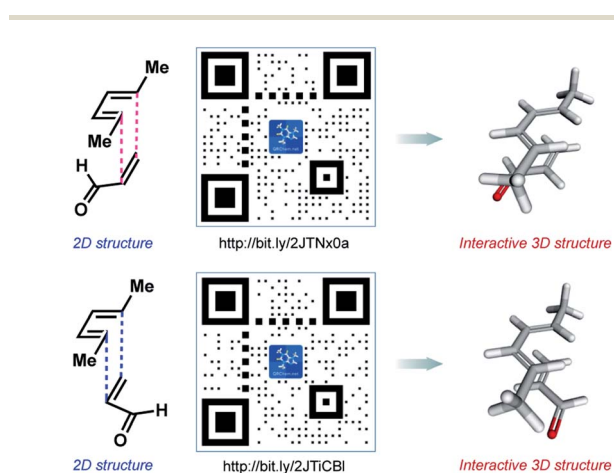 Me
Me
H
O
2D structure
http://bit.ly/2JTNx0a
Interactive 3D structure
Me
Me
H
O
2D structure
http://bit.ly/2JTiCBl
Interactive 3D structure